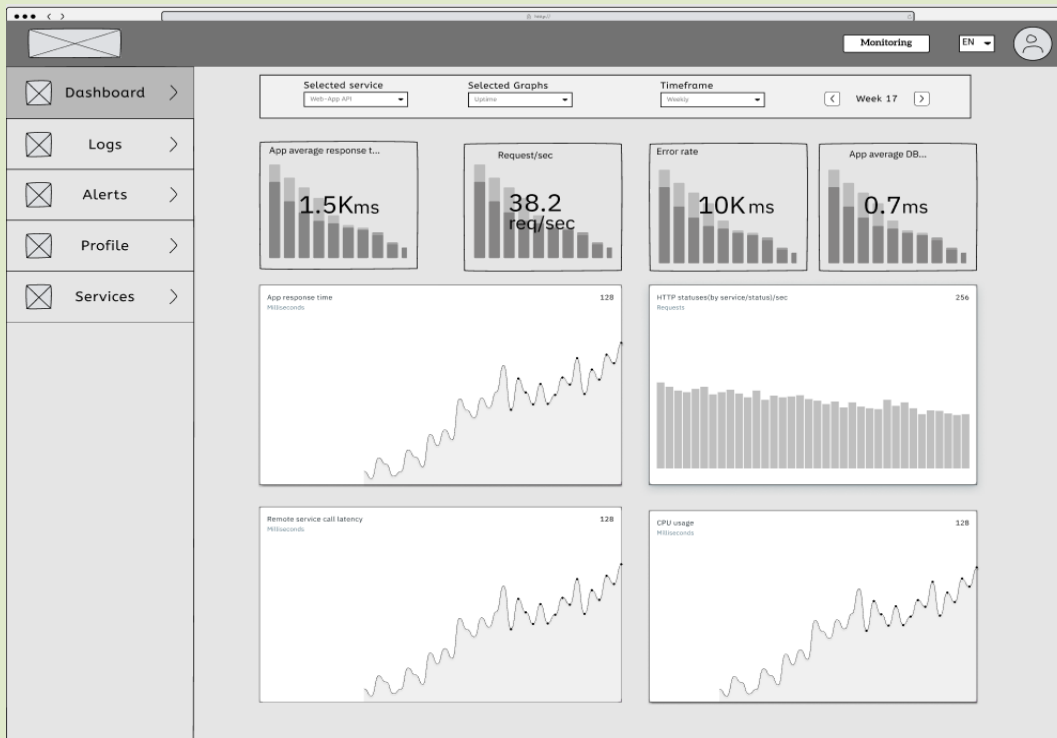 http://
Monitoring
EN
Dashboard
Logs
Alerts
Profile
Services
Selected service
Web-App API
Selected Graphs
Uptime
Timeframe
Weekly
Week 17
App average response t...
1.5Kms
Request/sec
38.2
req/sec
Error rate
10K ms
App average DB...
0.7ms
App response time
128
Milliseconds
HTTP statuses(by service/status)/sec
256
Requests
Remote service call latency
128
Milliseconds
CPU usage
128
Milliseconds